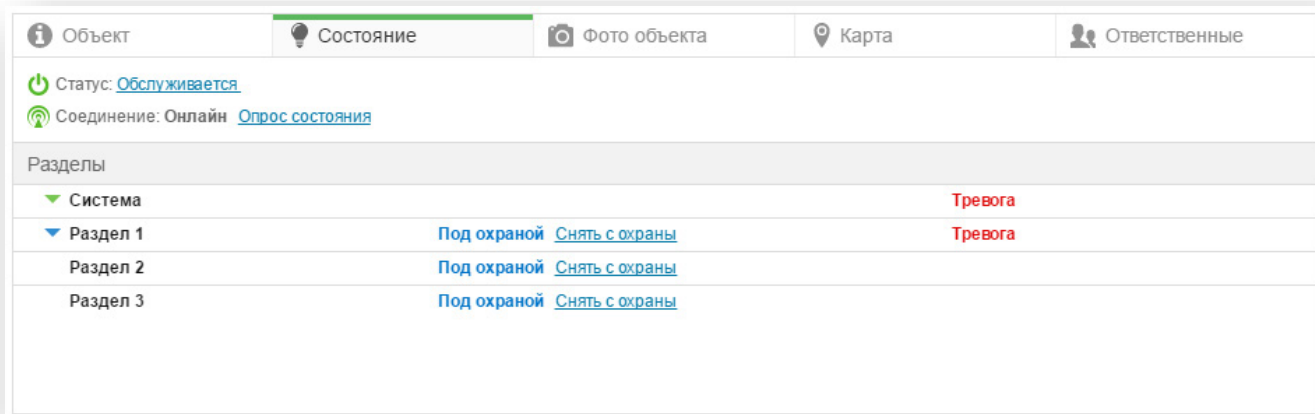 Объект Состояние Фото объекта Карта Ответственные
Статус: Обслуживается
Соединение: Онлайн Опрос состояния
Разделы
Система Тревога
Раздел 1 Под охраной Снять с охраны Тревога
Раздел 2 Под охраной Снять с охраны
Раздел 3 Под охраной Снять с охраны